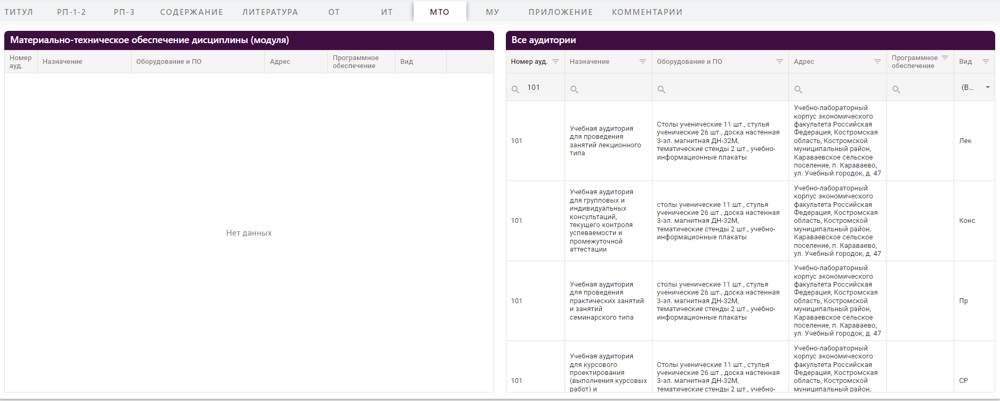 ТИТУЛ РП-1-2 РП-3 СОДЕРЖАНИЕ ЛИТЕРАТУРА ОТ ИТ МТО МУ ПРИЛОЖЕНИЕ КОММЕНТАРИИ
Материально-техническое обеспечение дисциплины (модуля)
Номер
ауд.
Назначение
Оборудование и ПО
Адрес
Программное
обеспечение
Вид
Нет данных
Все аудитории
Номер ауд.
Назначение
Оборудование и ПО
Адрес
Программное
обеспечение
Вид
101
(В...
101
Учебная аудитория
для проведения
занятий лекционного
типа
Столы ученические 11 шт., стулья
ученические 26 шт., доска настенная
3-эл. магнитная ДН-32М,
тематические стенды 2 шт., учебно-
информационные плакаты
Учебно-лабораторный
корпус экономического
факультета Российская
Федерация, Костромская
область, Костромской
муниципальный район,
Караваевское сельское
поселение, п. Караваево,
ул. Учебный городок, д. 47
Лек
101
Учебная аудитория
для групповых и
индивидуальных
консультаций,
текущего контроля
успеваемости и
промежуточной
аттестации
столы ученические 11 шт., стулья
ученические 26 шт., доска настенная
3-эл. магнитная ДН-32М,
тематические стенды 2 шт., учебно-
информационные плакаты
Учебно-лабораторный
корпус экономического
факультета Российская
Федерация, Костромская
область, Костромской
муниципальный район,
Караваевское сельское
поселение, п. Караваево,
ул. Учебный городок, д. 47
Конс
101
Учебная аудитория
для проведения
практических занятий
и занятий
семинарского типа
столы ученические 11 шт., стулья
ученические 26 шт., доска настенная
3-эл. магнитная ДН-32М,
тематические стенды 2 шт., учебно-
информационные плакаты
Учебно-лабораторный
корпус экономического
факультета Российская
Федерация, Костромская
область, Костромской
муниципальный район,
Караваевское сельское
поселение, п. Караваево,
ул. Учебный городок, д. 47
Пр
101
Учебная аудитория
для курсового
проектирования
(выполнения курсовых
работ) и
Столы ученические 11 шт., стулья
ученические 26 шт., доска настенная
3-эл. магнитная ДН-32М,
тематические стенды 2 шт., учебно-
Учебно-лабораторный
корпус экономического
факультета Российская
Федерация, Костромская
область, Костромской
муниципальный район,
СР